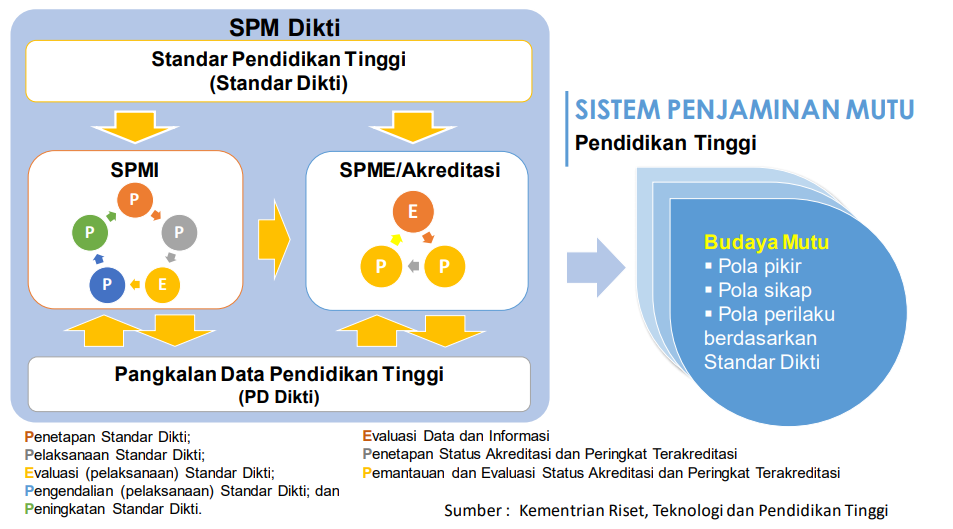 SPM Dikti
Standar Pendidikan Tinggi
(Standar Dikti)
SPMI
P
P
E
P
P
SPME/Akreditasi
E
P
P
Pangkalan Data Pendidikan Tinggi
(PD Dikti)
SISTEM PENJAMINAN MUTU
Pendidikan Tinggi
Budaya Mutu
▪ Pola pikir
▪ Pola sikap
▪ Pola perilaku
berdasarkan
Standar Dikti
Penetapan Standar Dikti;
Pelaksanaan Standar Dikti;
Evaluasi (pelaksanaan) Standar Dikti;
Pengendalian (pelaksanaan) Standar Dikti; dan
Peningkatan Standar Dikti.
Evaluasi Data dan Informasi
Penetapan Status Akreditasi dan Peringkat Terakreditasi
Pemantauan dan Evaluasi Status Akreditasi dan Peringkat Terakreditasi
Sumber : Kementrian Riset, Teknologi dan Pendidikan Tinggi